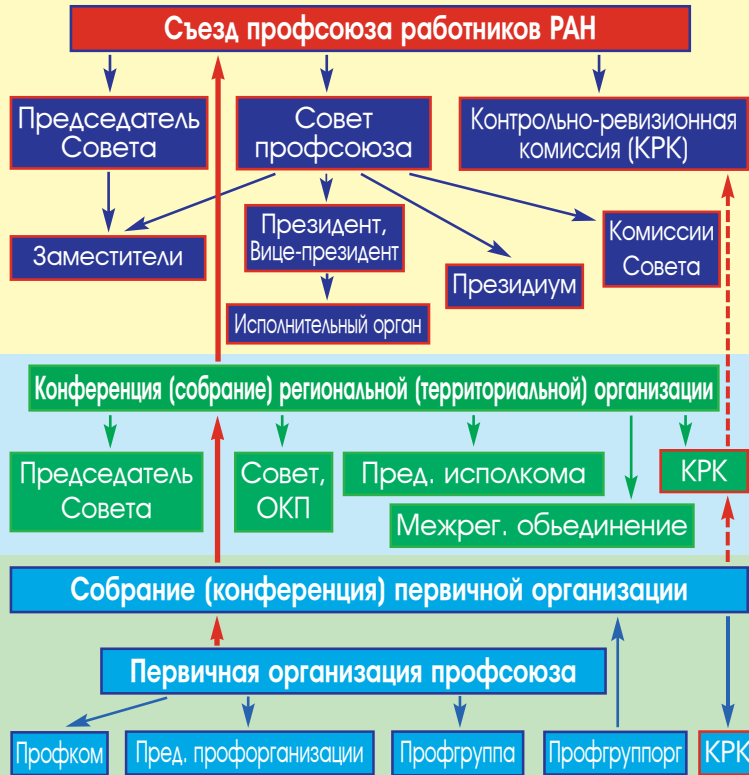 Съезд профсоюза работников РАН
Председатель
Совета
Совет
профсоюза
Контрольно-ревизионная
комиссия (КРК)
Заместители
Президент,
Вице-президент
Президиум
Комиссии
Совета
Исполнительный орган
Конференция (собрание) региональной (территориальной) организации
Председатель
Совета
Совет,
ОКП
Пред. исполкома
КРК
Межрег. обьединение
Собрание (конференция) первичной организации
Первичная организация профсоюза
Профком
Пред. профорганизации
Профгруппа
Профгруппорг
КРК